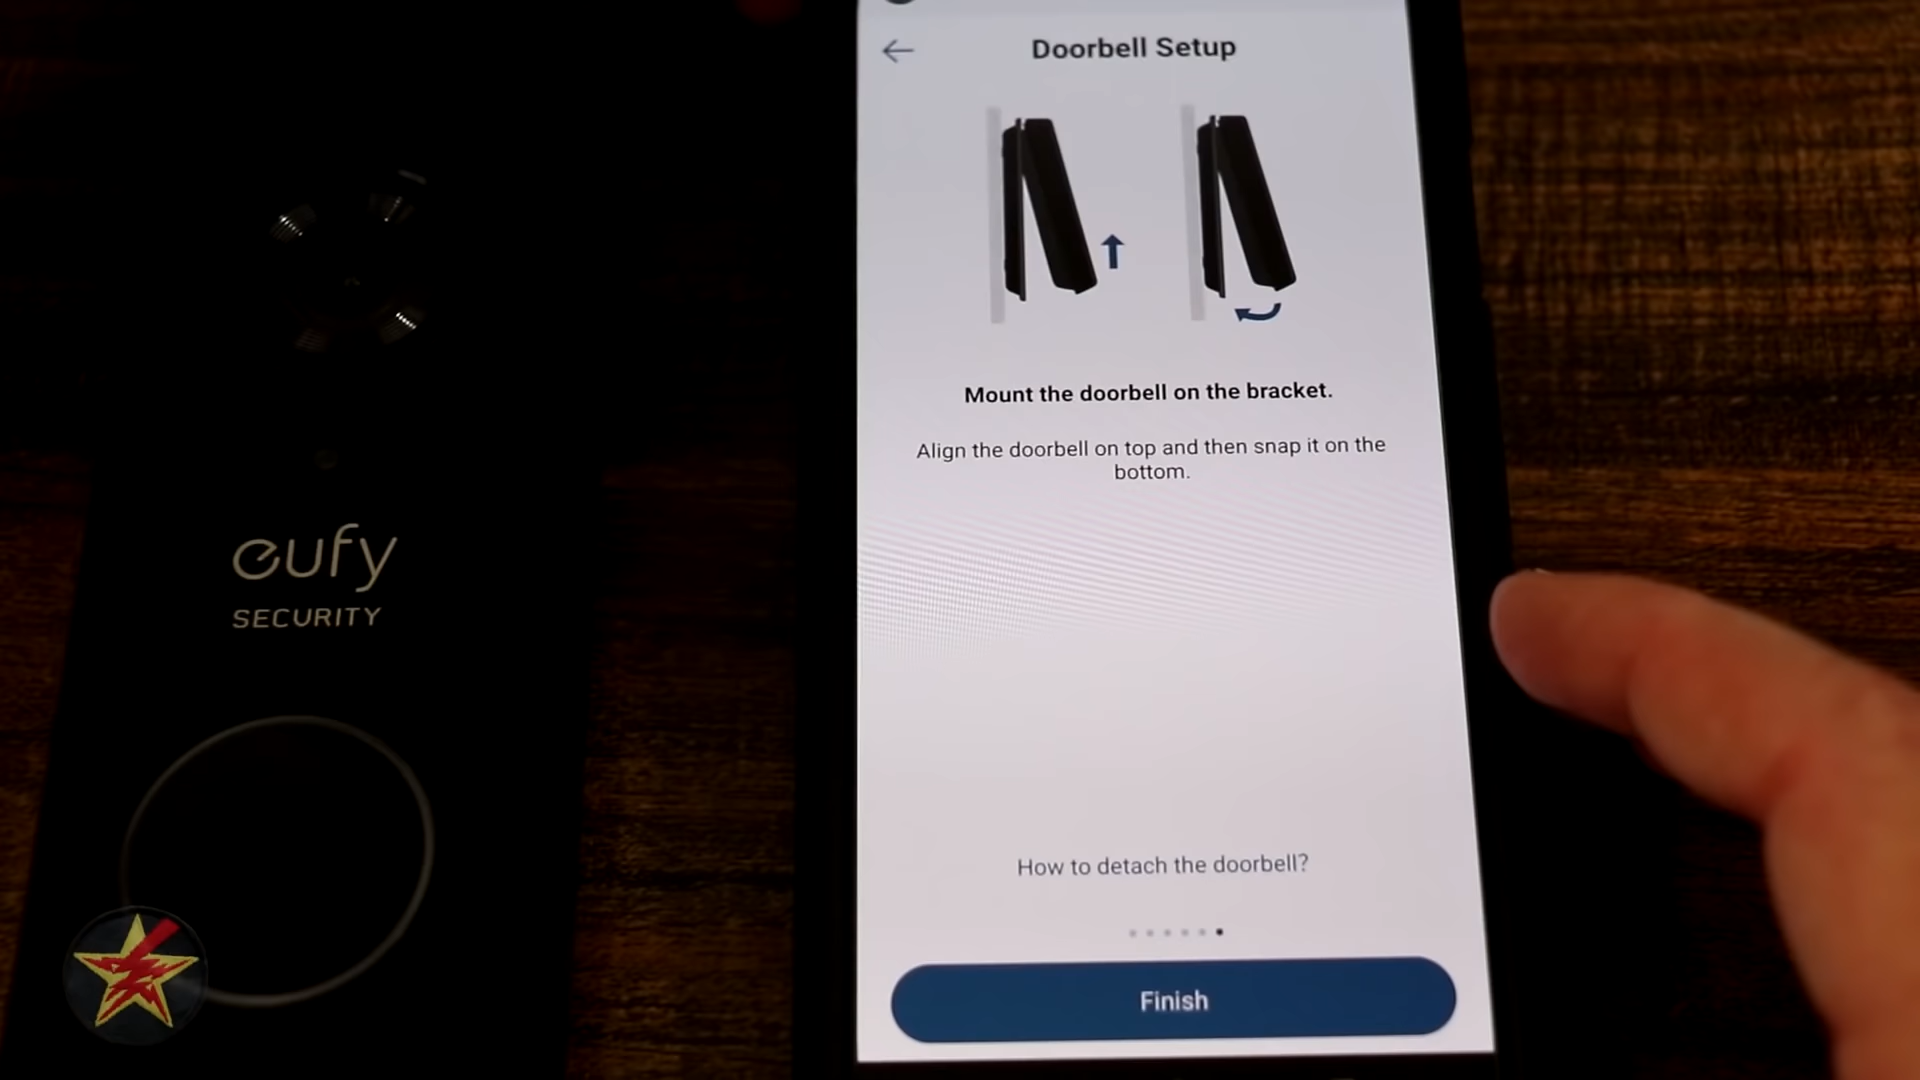 Doorbell Setup
Mount the doorbell on the bracket.
Align the doorbell on top and then snap it on the
bottom.
eufy
SECURITY
How to detach the doorbell?
Finish